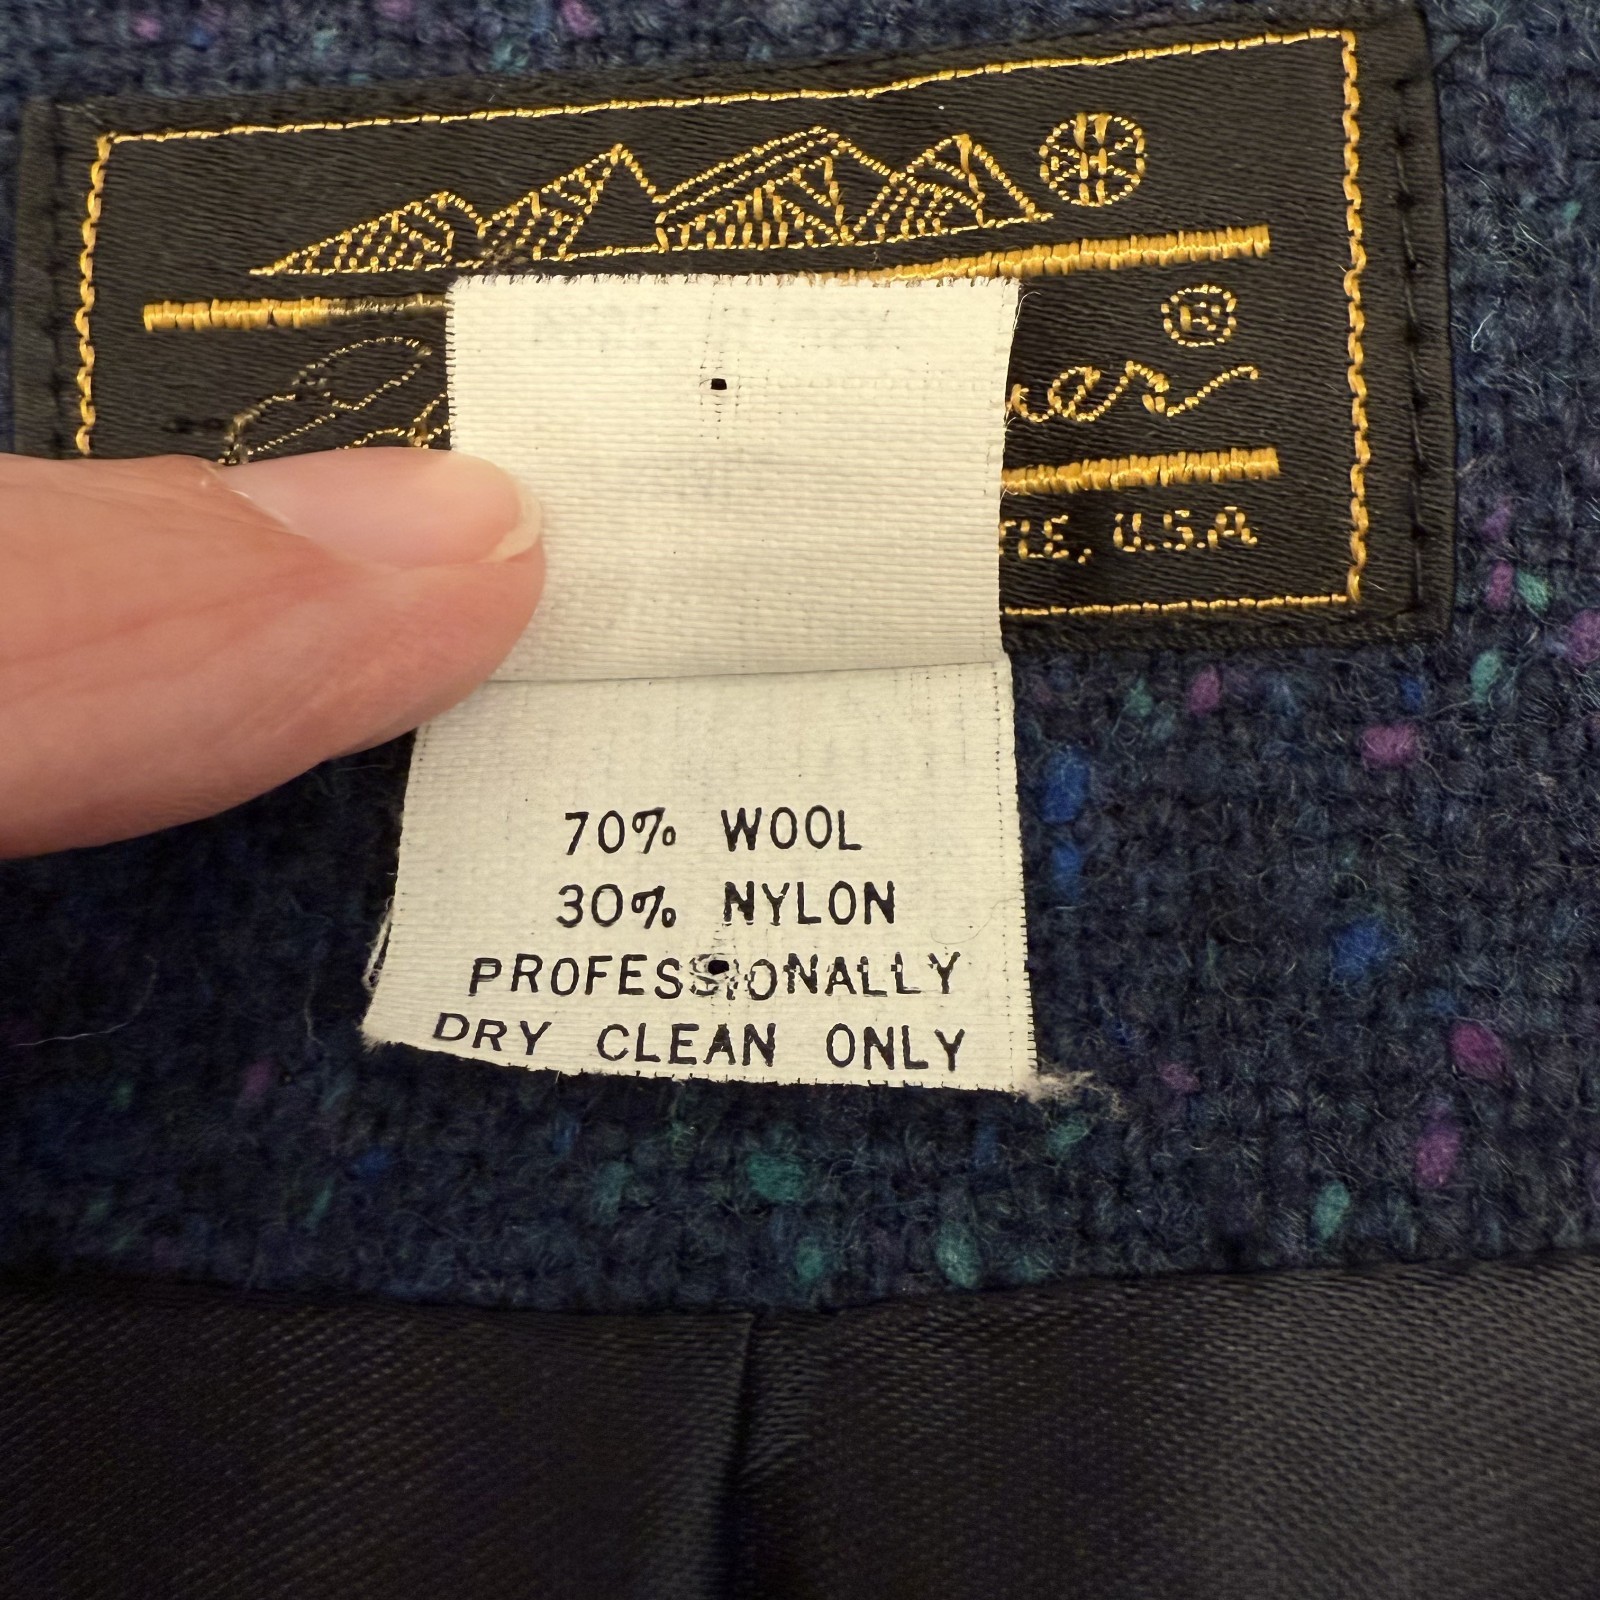 ®
70% WOOL
30% NYLON
PROFESSIONALLY
DRY CLEAN ONLY
U.S.A